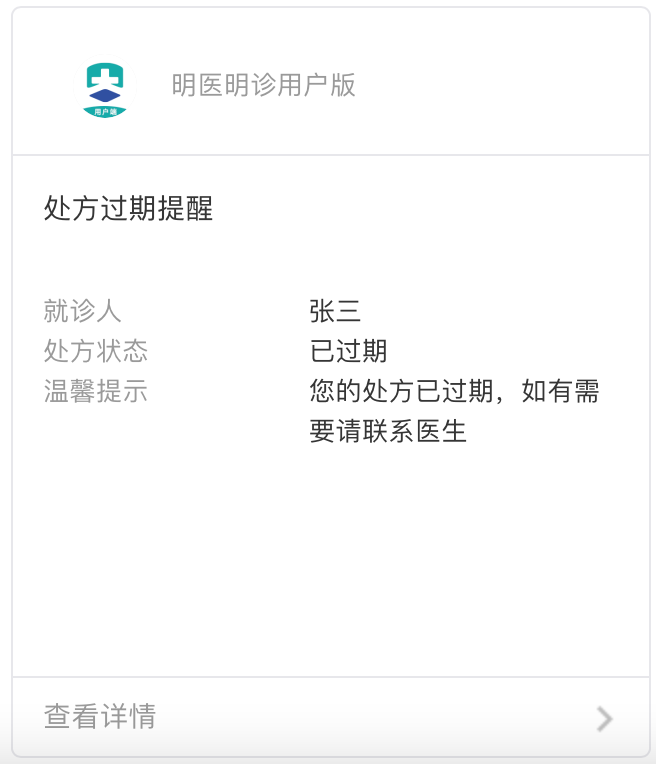 用户端
明医明诊用户版
处方过期提醒
就诊人 张三
处方状态 已过期
温馨提示 您的处方已过期，如有需
要请联系医生
查看详情